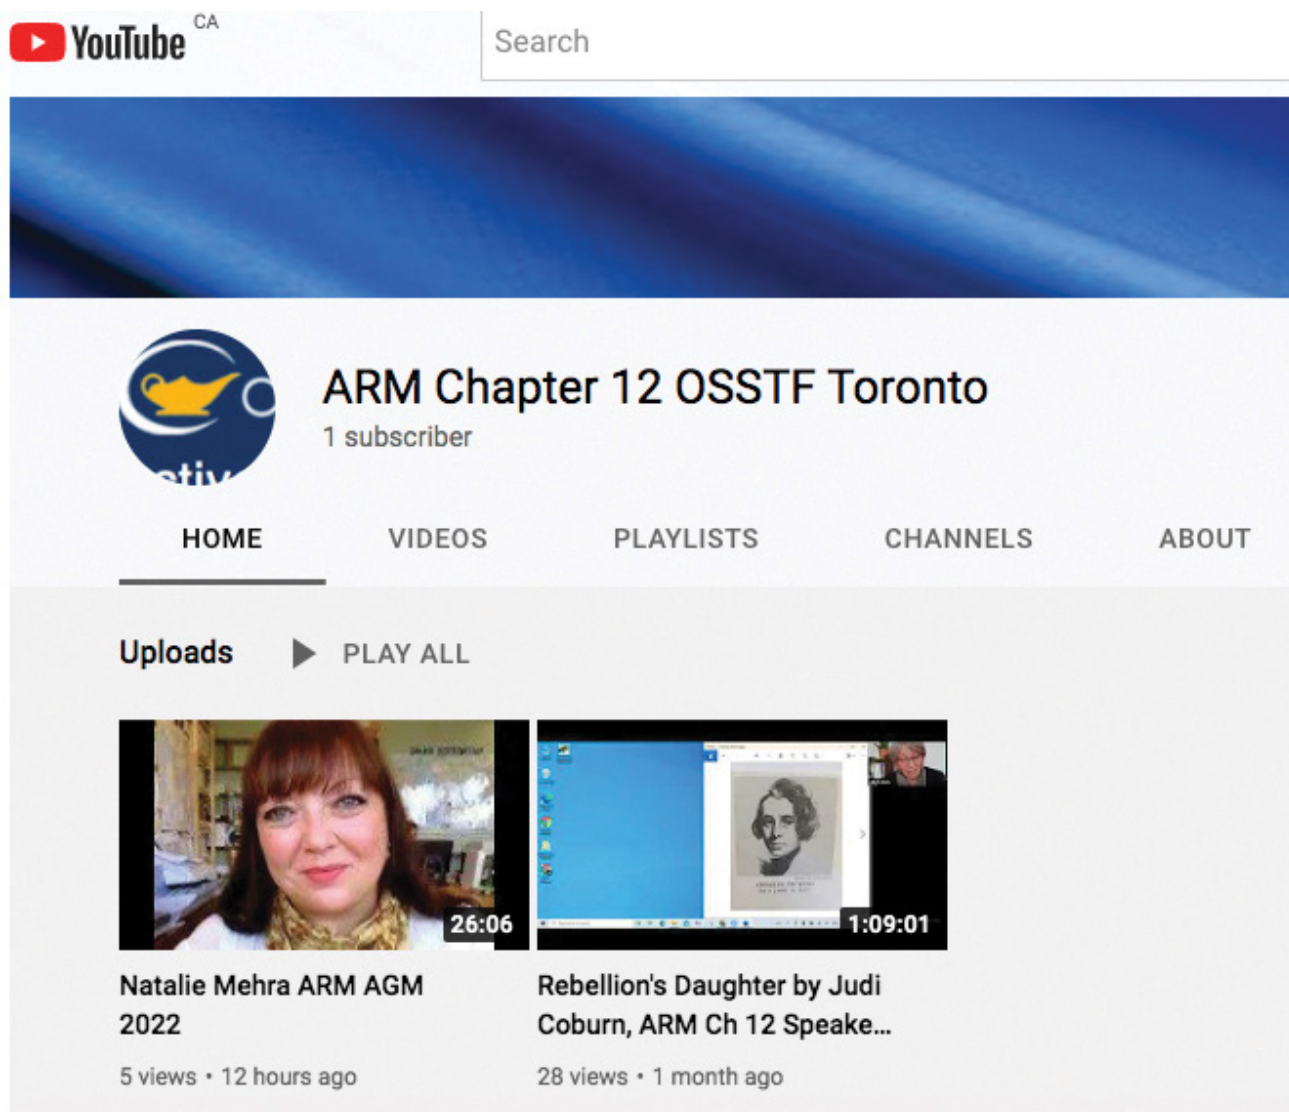 YouTube CA
Search
ARM Chapter 12 OSSTF Toronto
1 subscriber
HOME VIDEOS PLAYLISTS CHANNELS ABOUT
Uploads PLAY ALL
26:06
1:09:01
Natalie Mehra ARM AGM
2022
5 views • 12 hours ago
Rebellion's Daughter by Judi
Coburn, ARM Ch 12 Speake...
28 views • 1 month ago